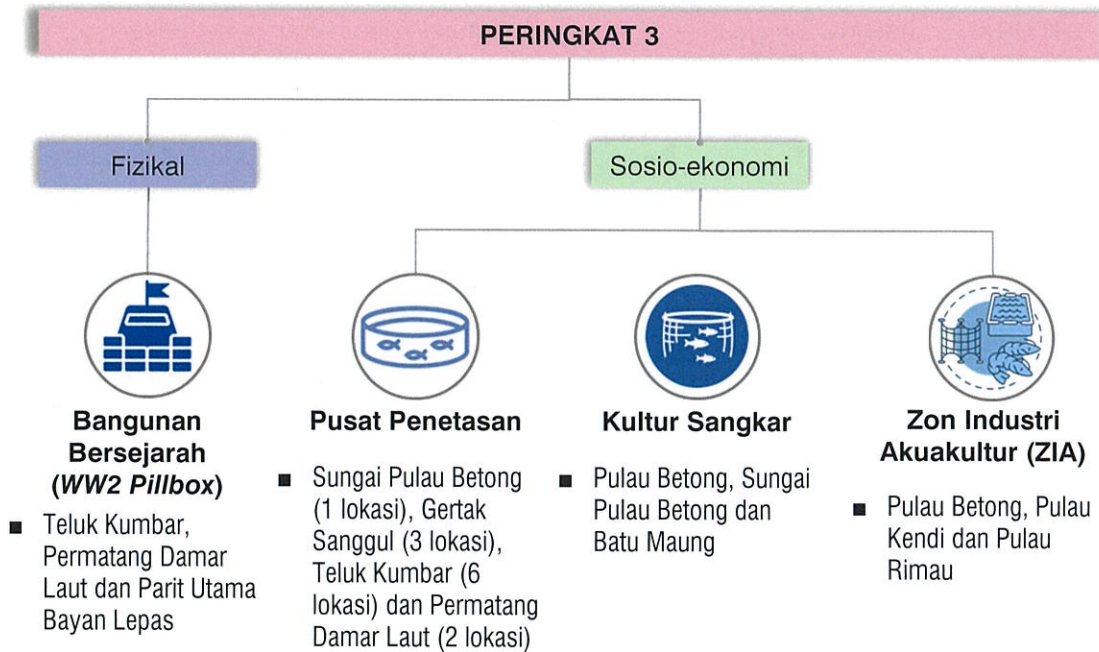 PERINGKAT 3
Fizikal
Sosio-ekonomi
Bangunan
Bersejarah
(WW2 Pillbox)
■ Teluk Kumbar,
Permatang Damar
Laut dan Parit Utama
Bayan Lepas
Pusat Penetasan
■ Sungai Pulau Betong
(1 lokasi), Gertak
Sanggul (3 lokasi),
Teluk Kumbar (6
lokasi) dan Permatang
Damar Laut (2 lokasi)
Kultur Sangkar
■ Pulau Betong, Sungai
Pulau Betong dan
Batu Maung
Zon Industri
Akuakultur (ZIA)
■ Pulau Betong, Pulau
Kendi dan Pulau
Rimau